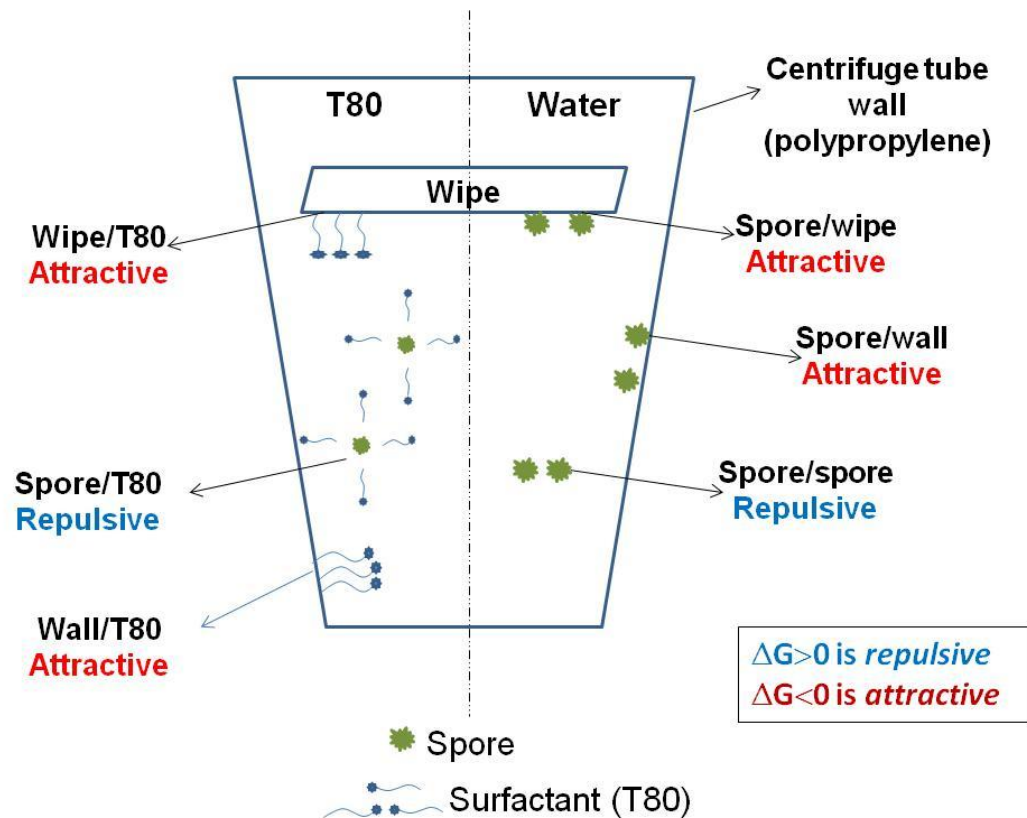 T80
Water
Centrifuge tube
wall
(polypropylene)
Wipe
Wipe/T80
Attractive
Spore/wipe
Attractive
Spore/wall
Attractive
Spore/T80
Repulsive
Spore/spore
Repulsive
Wall/T80
Attractive
ΔG>0 is repulsive
ΔG<0 is attractive
Spore
Surfactant (T80)